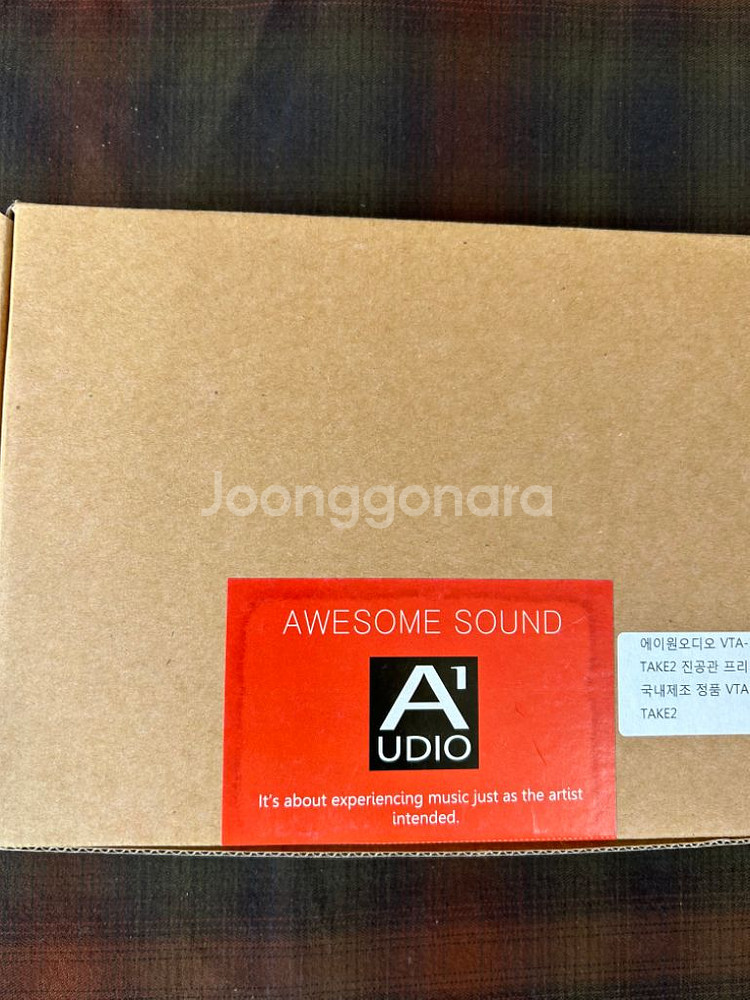 Joonggonara
AWESOME SOUND
A1
UDIO
It's about experiencing music just as the artist
intended.
에이원오디오 VTA-
TAKE2 진공관 프리
국내제조 정품 VTA
TAKE2